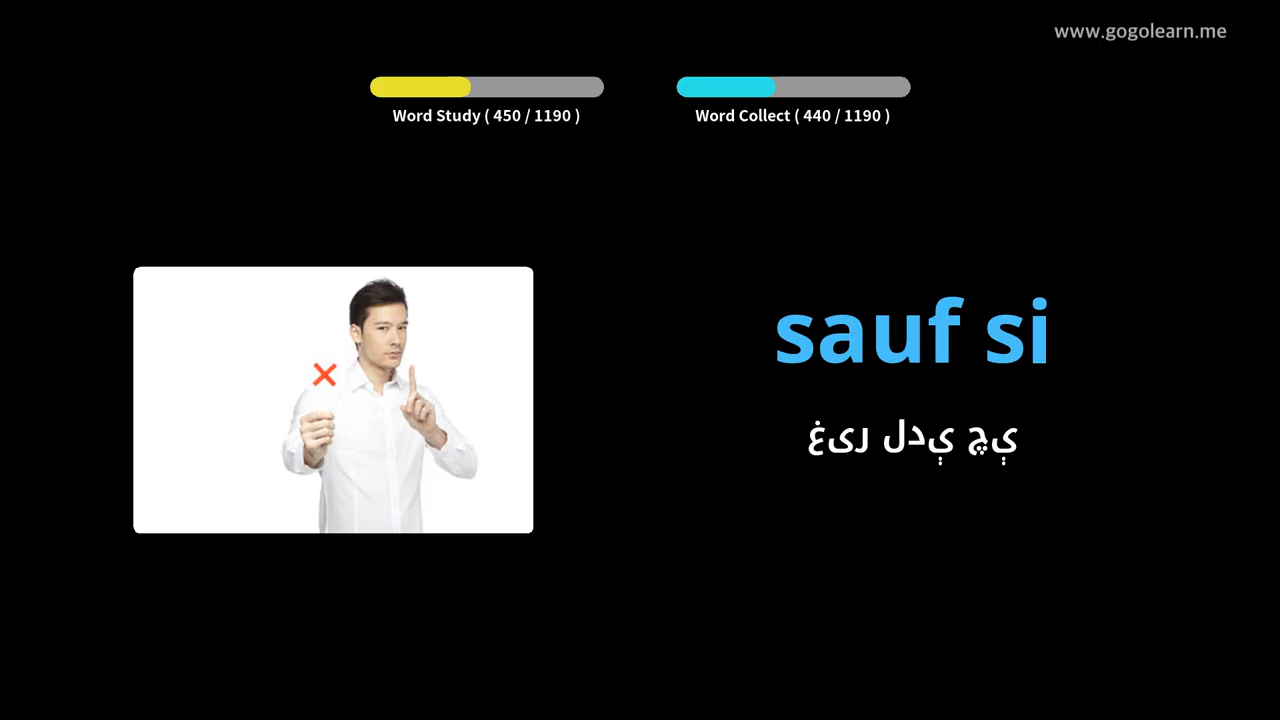 www.gogolearn.me
Word Study ( 450 / 1190 )
Word Collect ( 440 / 1190 )
sauf si
غیر لدې چې